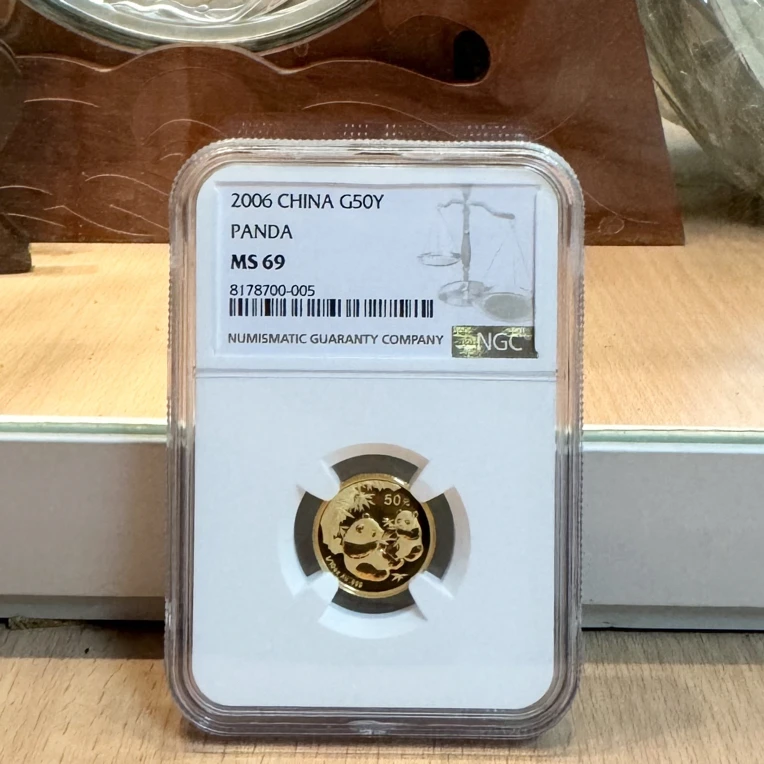 2006 CHINA G50Y
PANDA
MS 69
8178700-005
NUMISMATIC GUARANTY COMPANY
NGC
50元